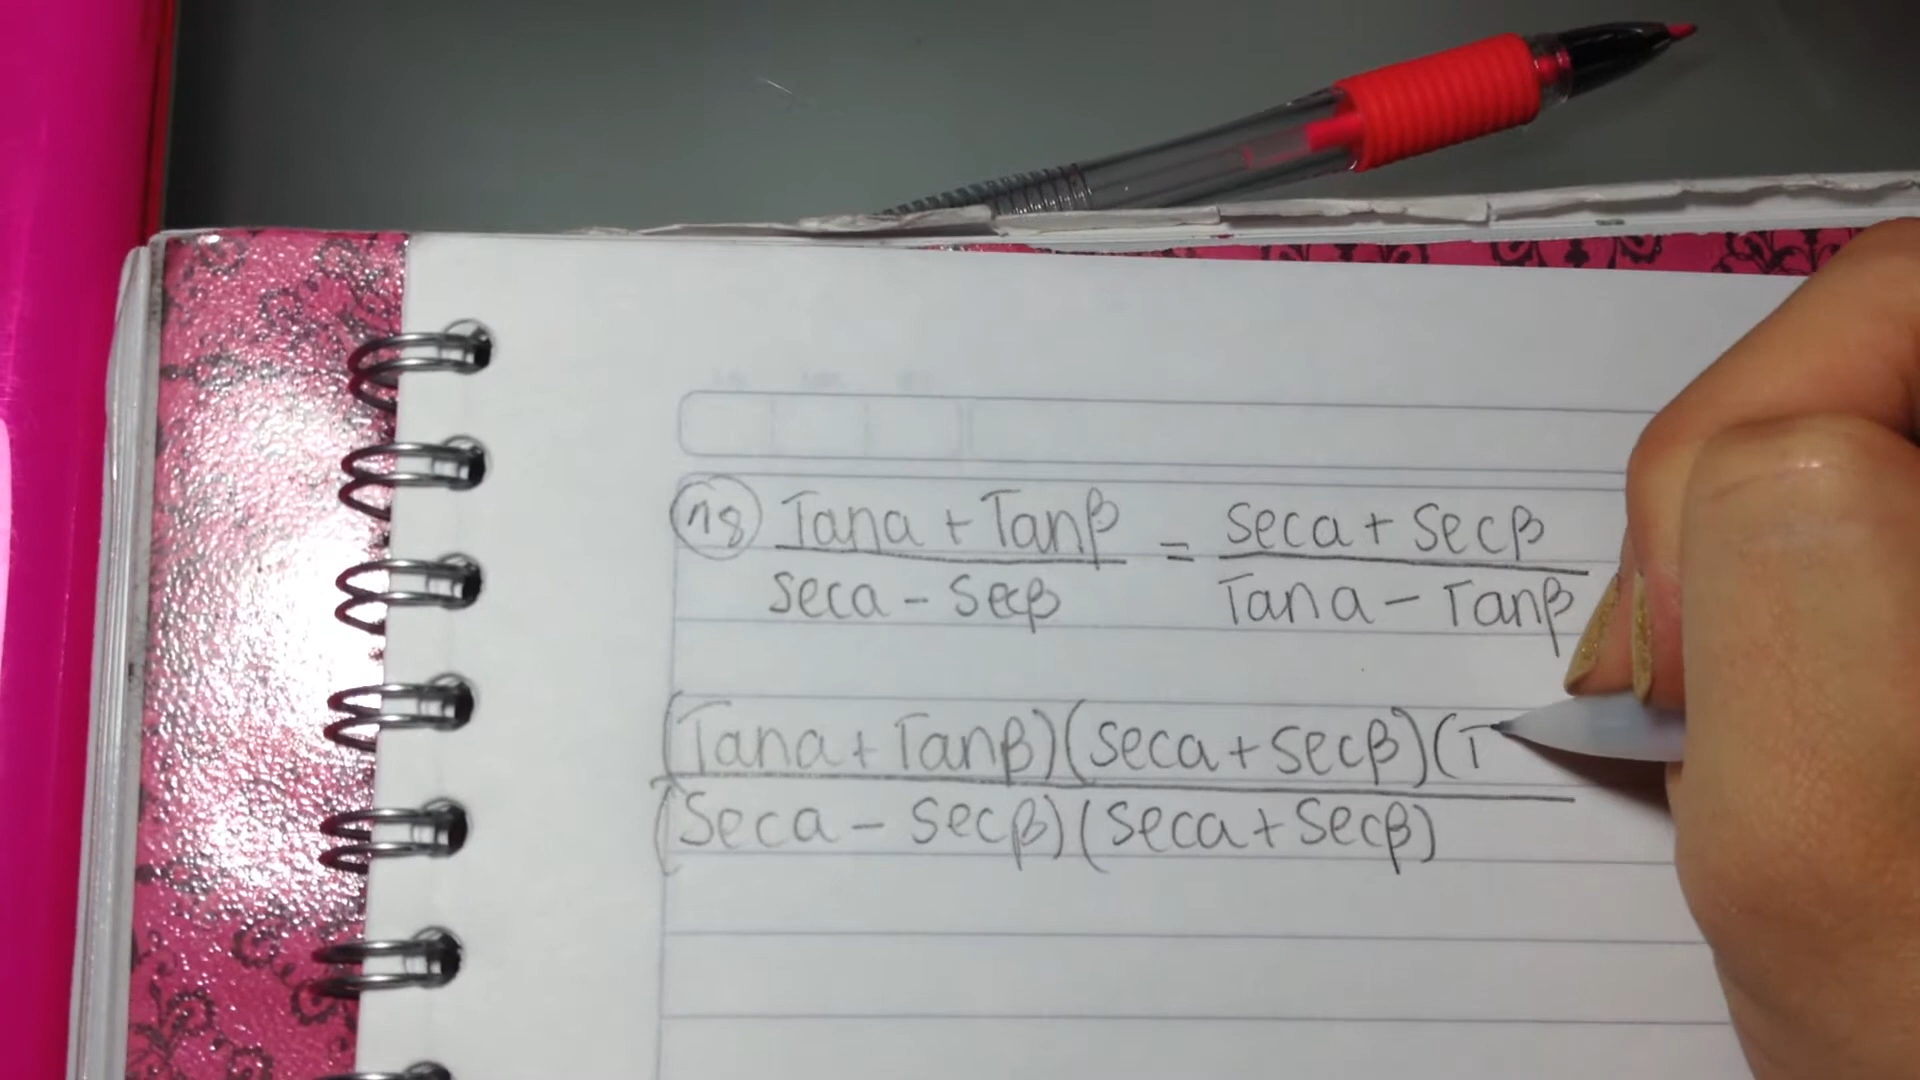 18 Tana + Tanβ = seca + secβ
seca - secβ Tana - Tanβ
(Tana + Tanβ)(seca + secβ)(T
(seca - secβ)(seca + secβ)